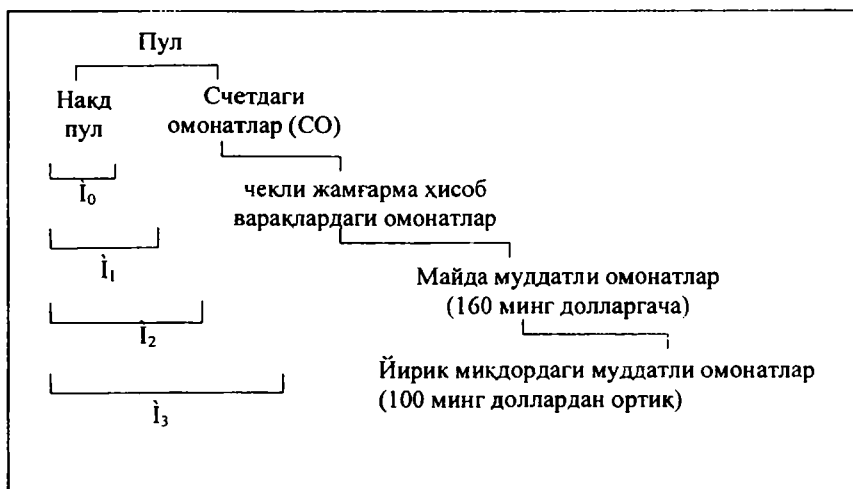 Пул
Нақд
пул
Счетдаги
омонатлар (СО)
Ì₀
чекли жамғарма ҳисоб
варақлардаги омонатлар
Ì₁
Майда муддатли омонатлар
(160 минг долларгача)
Ì₂
Йирик миқдордаги муддатли омонатлар
(100 минг доллардан ортиқ)
Ì₃